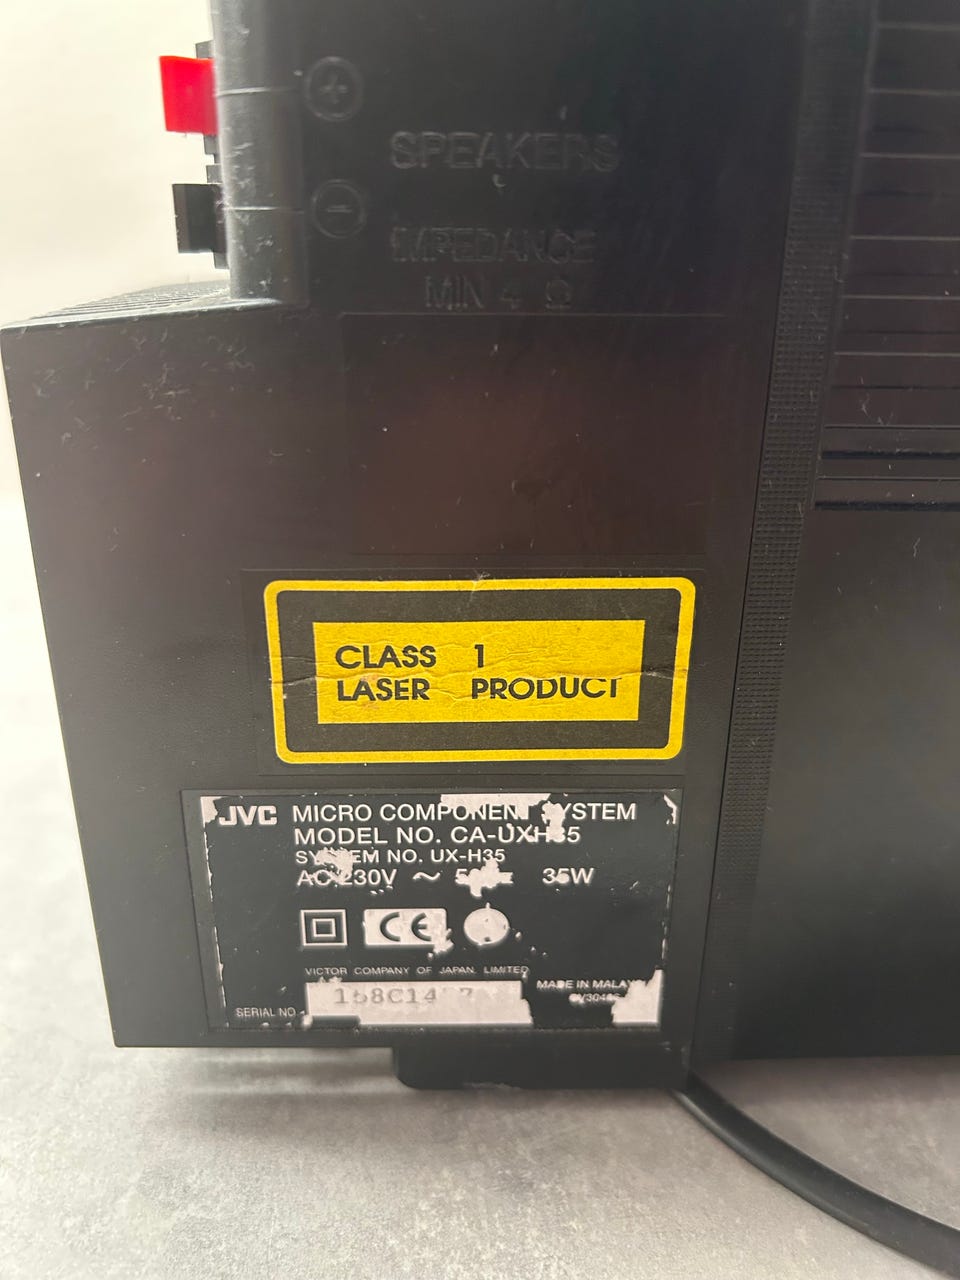 +
SPEAKERS
−
IMPEDANCE
MIN 4 Ω
CLASS 1
LASER PRODUCT
JVC MICRO COMPONENT SYSTEM
MODEL NO. CA-UXH35
SYSTEM NO. UX-H35
AC 230V ~ 35W
CE
VICTOR COMPANY OF JAPAN, LIMITED
MADE IN
SERIAL NO.